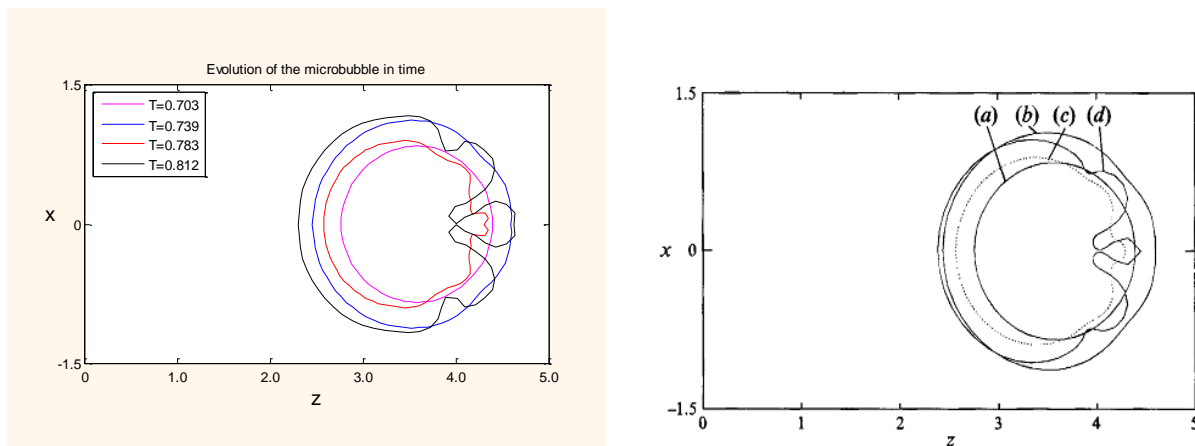 Evolution of the microbubble in time
1.5
T=0.703
T=0.739
T=0.783
T=0.812
x
0
-1.5
0
1.0
2.0
3.0
4.0
5.0
z
1.5
(a)
(b)
(c)
(d)
x
0
-1.5
0
1
2
3
4
5
z